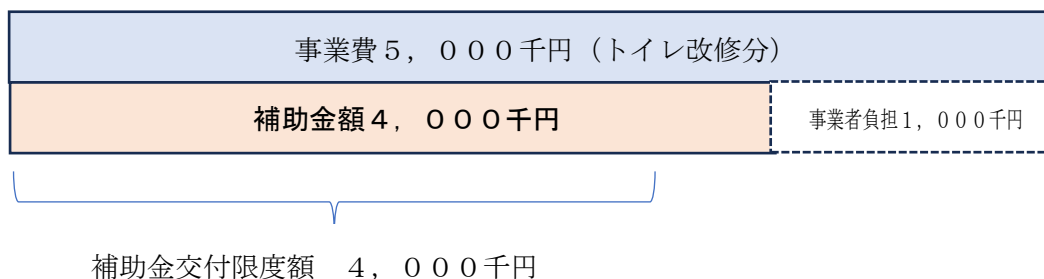 事業費５，０００千円（トイレ改修分）
補助金額４，０００千円
事業者負担１，０００千円
補助金交付限度額　４，０００千円